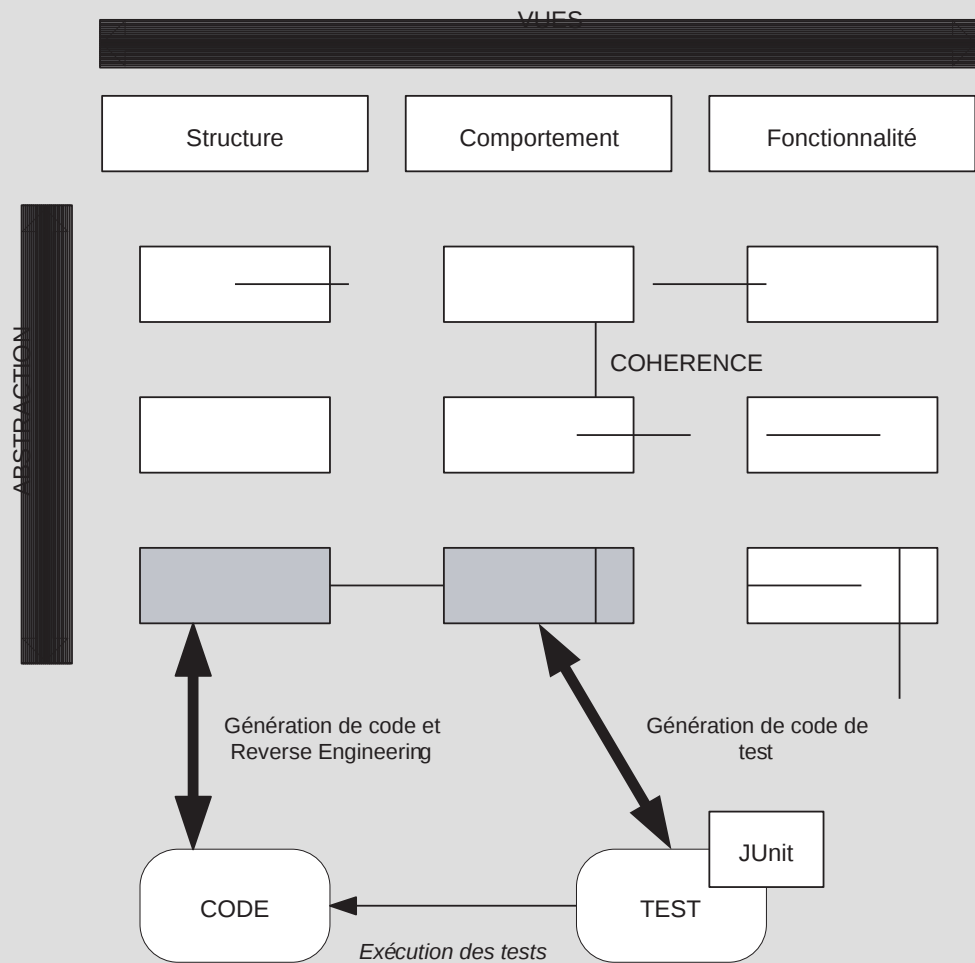 VUES
Structure
Comportement
Fonctionnalité
ABSTRACTION
COHERENCE
Génération de code et
Reverse Engineering
Génération de code de
test
JUnit
CODE
TEST
Exécution des tests